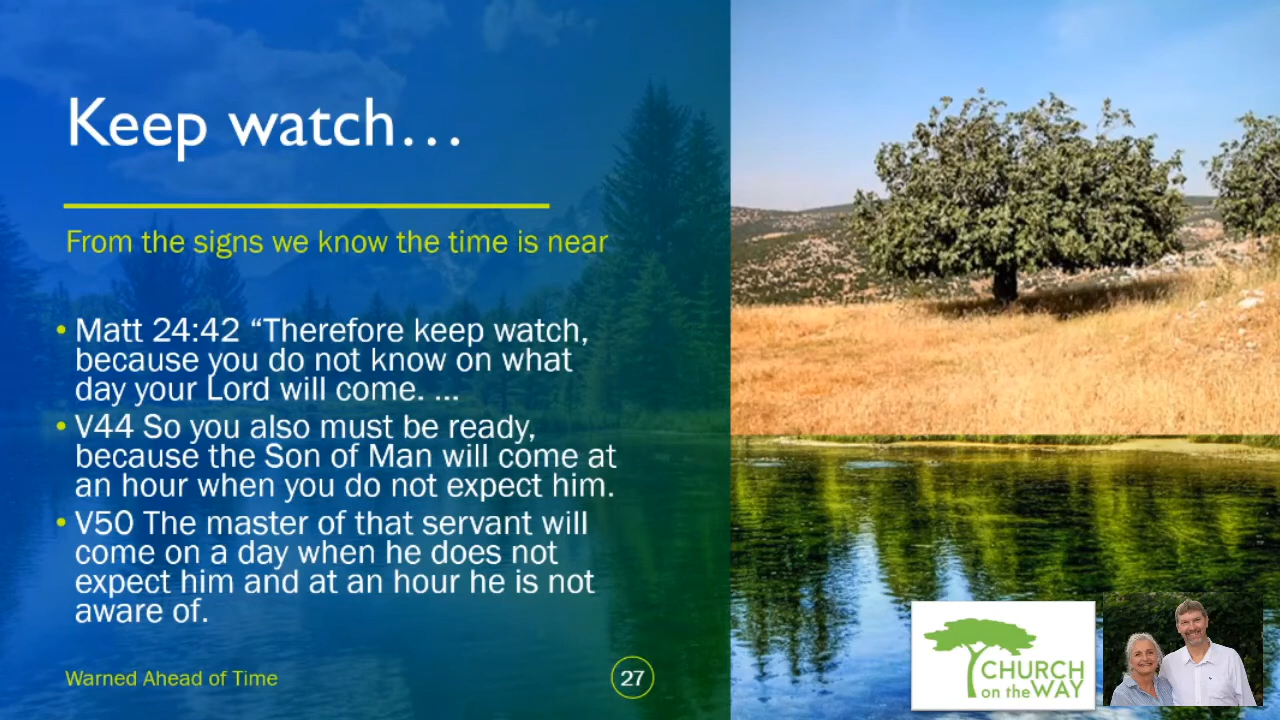 Keep watch…
From the signs we know the time is near
• Matt 24:42 “Therefore keep watch,
because you do not know on what
day your Lord will come. ...
• V44 So you also must be ready,
because the Son of Man will come at
an hour when you do not expect him.
• V50 The master of that servant will
come on a day when he does not
expect him and at an hour he is not
aware of.
Warned Ahead of Time
27
CHURCH
on the WAY